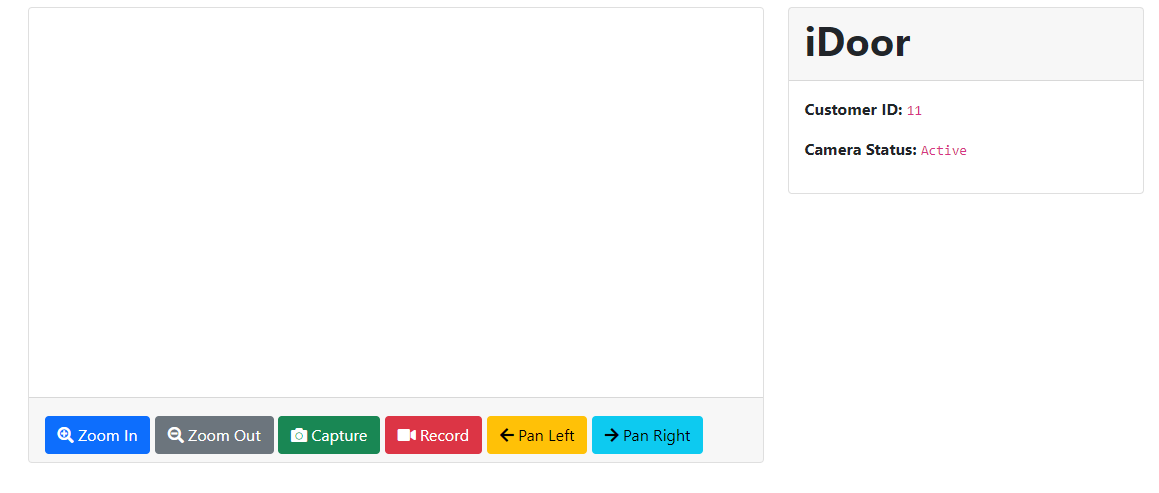 iDoor
Customer ID: 11
Camera Status: Active
Zoom In Zoom Out Capture Record Pan Left Pan Right